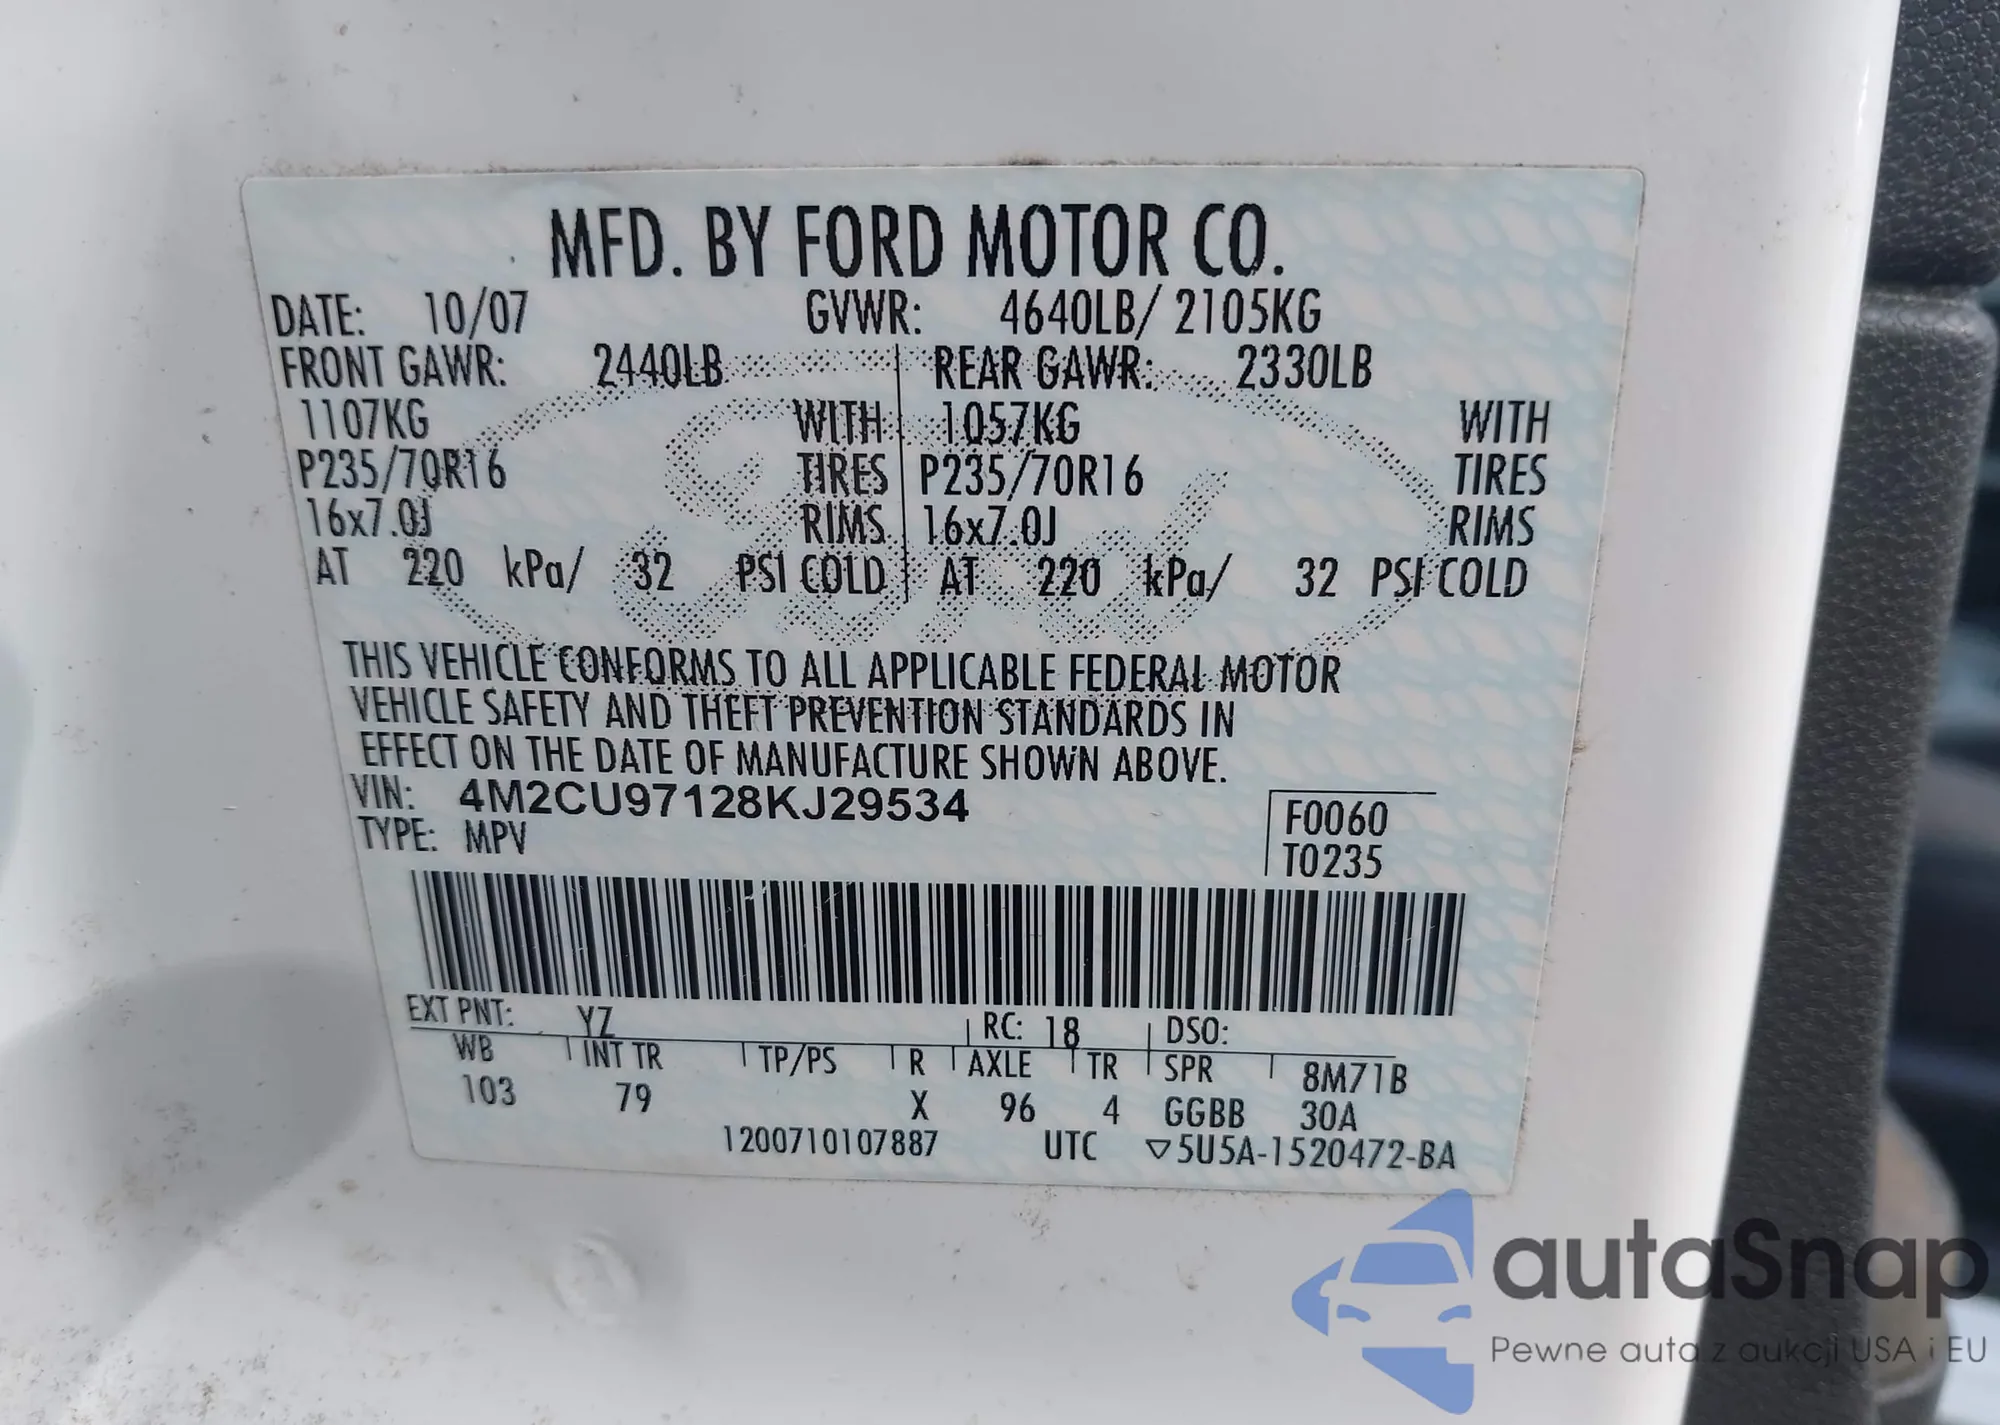 MFD. BY FORD MOTOR CO.
DATE: 10/07 GVWR: 4640LB/ 2105KG
FRONT GAWR: 2440LB REAR GAWR: 2330LB
1107KG WITH 1057KG WITH
P235/70R16 TIRES P235/70R16 TIRES
16x7.0J RIMS 16x7.0J RIMS
AT 220 kPa/ 32 PSI COLD AT 220 kPa/ 32 PSI COLD
THIS VEHICLE CONFORMS TO ALL APPLICABLE FEDERAL MOTOR
VEHICLE SAFETY AND THEFT PREVENTION STANDARDS IN
EFFECT ON THE DATE OF MANUFACTURE SHOWN ABOVE.
VIN: 4M2CU97128KJ29534 F0060
TYPE: MPV T0235
EXT PNT: YZ RC: 18 DSO:
WB INT TR TP/PS R AXLE TR SPR 8M71B
103 79 X 96 4 GGBB 30A
1200710107887 UTC ▽5U5A-1520472-BA
autaSnap
Pewne auta z aukcji USA i EU